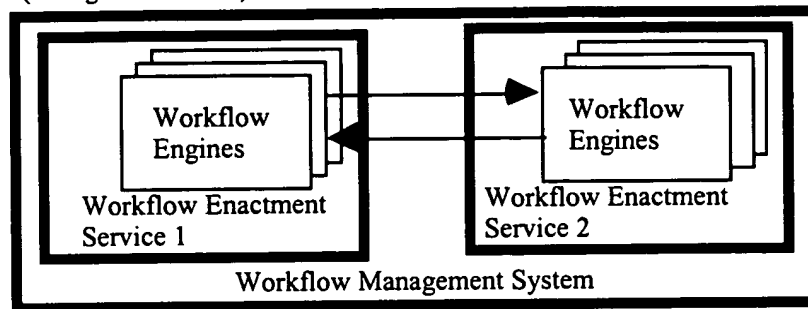 Workflow
Engines
Workflow Enactment
Service 1
Workflow
Engines
Workflow Enactment
Service 2
Workflow Management System